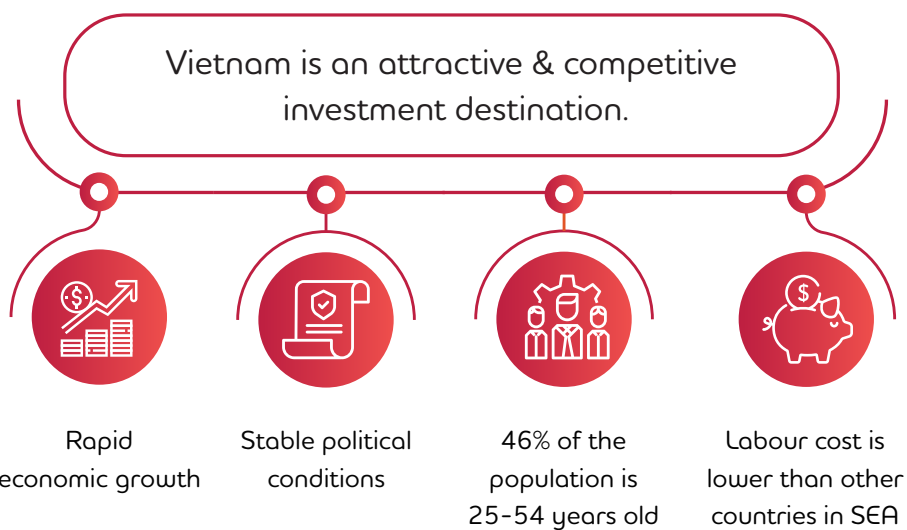 Vietnam is an attractive & competitive
investment destination.
Rapid
economic growth
Stable political
conditions
46% of the
population is
25-54 years old
Labour cost is
lower than other
countries in SEA